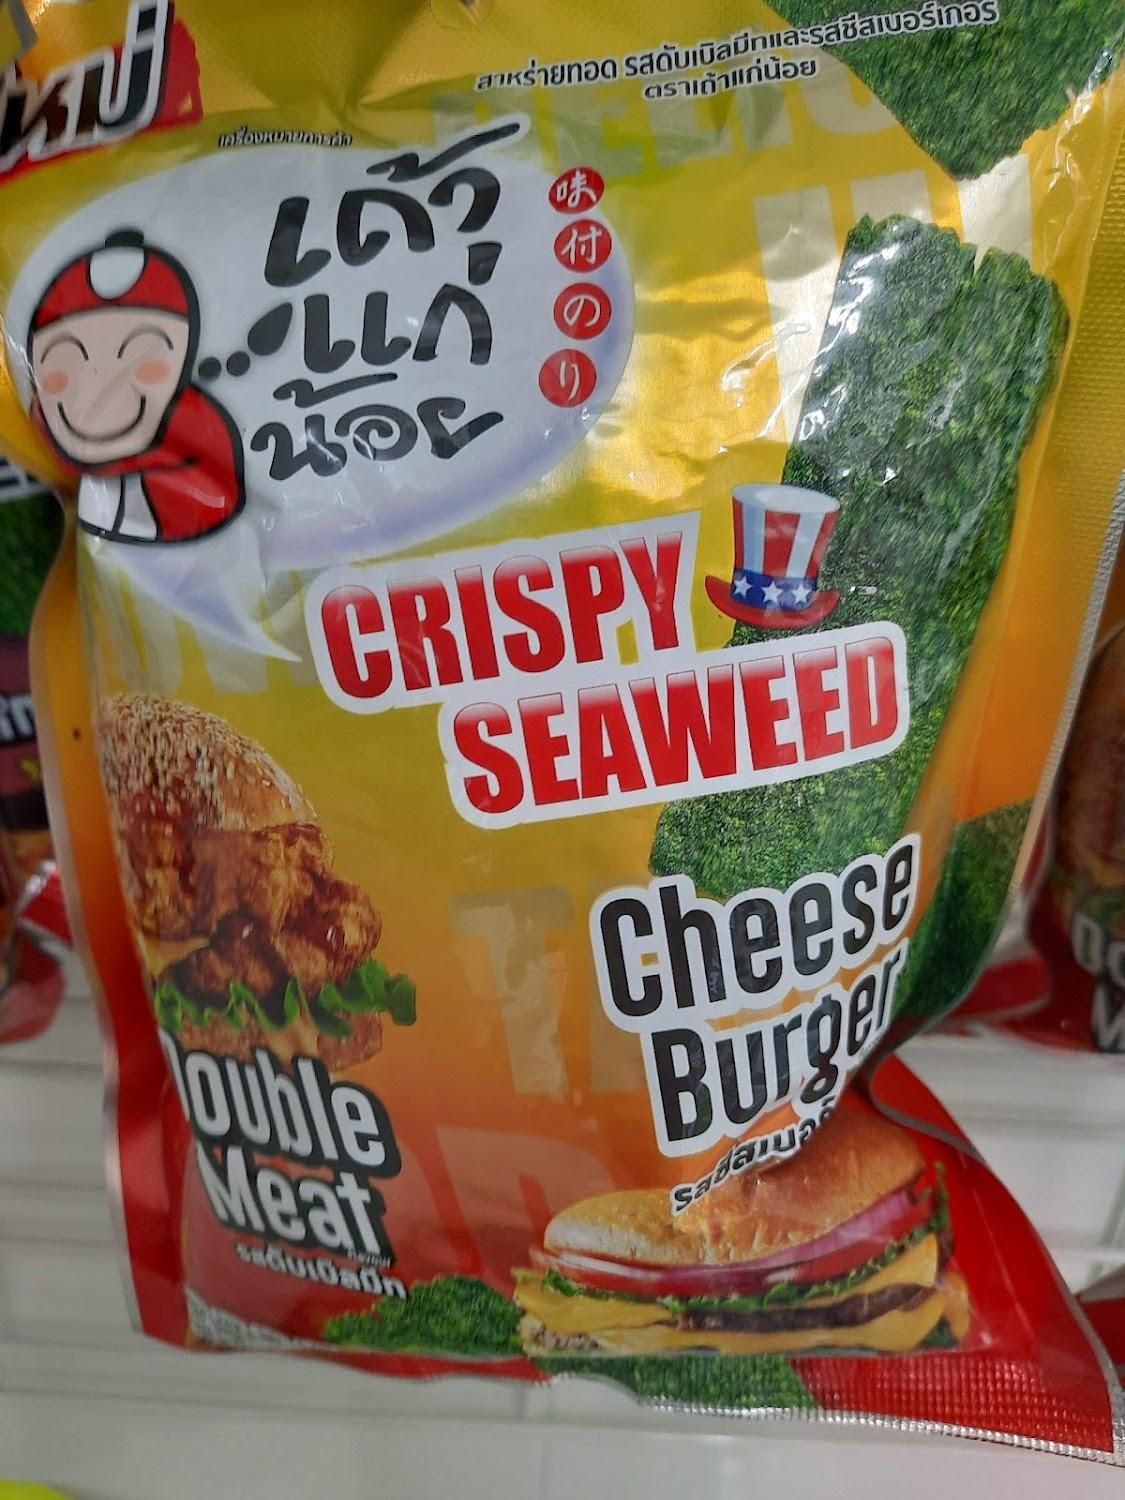 ใหม่
สาหร่ายทอด รสดับเบิลมีทและรสชีสเบอร์เกอร์
ตราเถ้าแก่น้อย
เครื่องหมายการค้า
เถ้า
แก่
น้อย
味
付
の
り
CRISPY
SEAWEED
Cheese
Burger
รสชีสเบอร์
Double
Meat
flavour
รสดับเบิลมีท